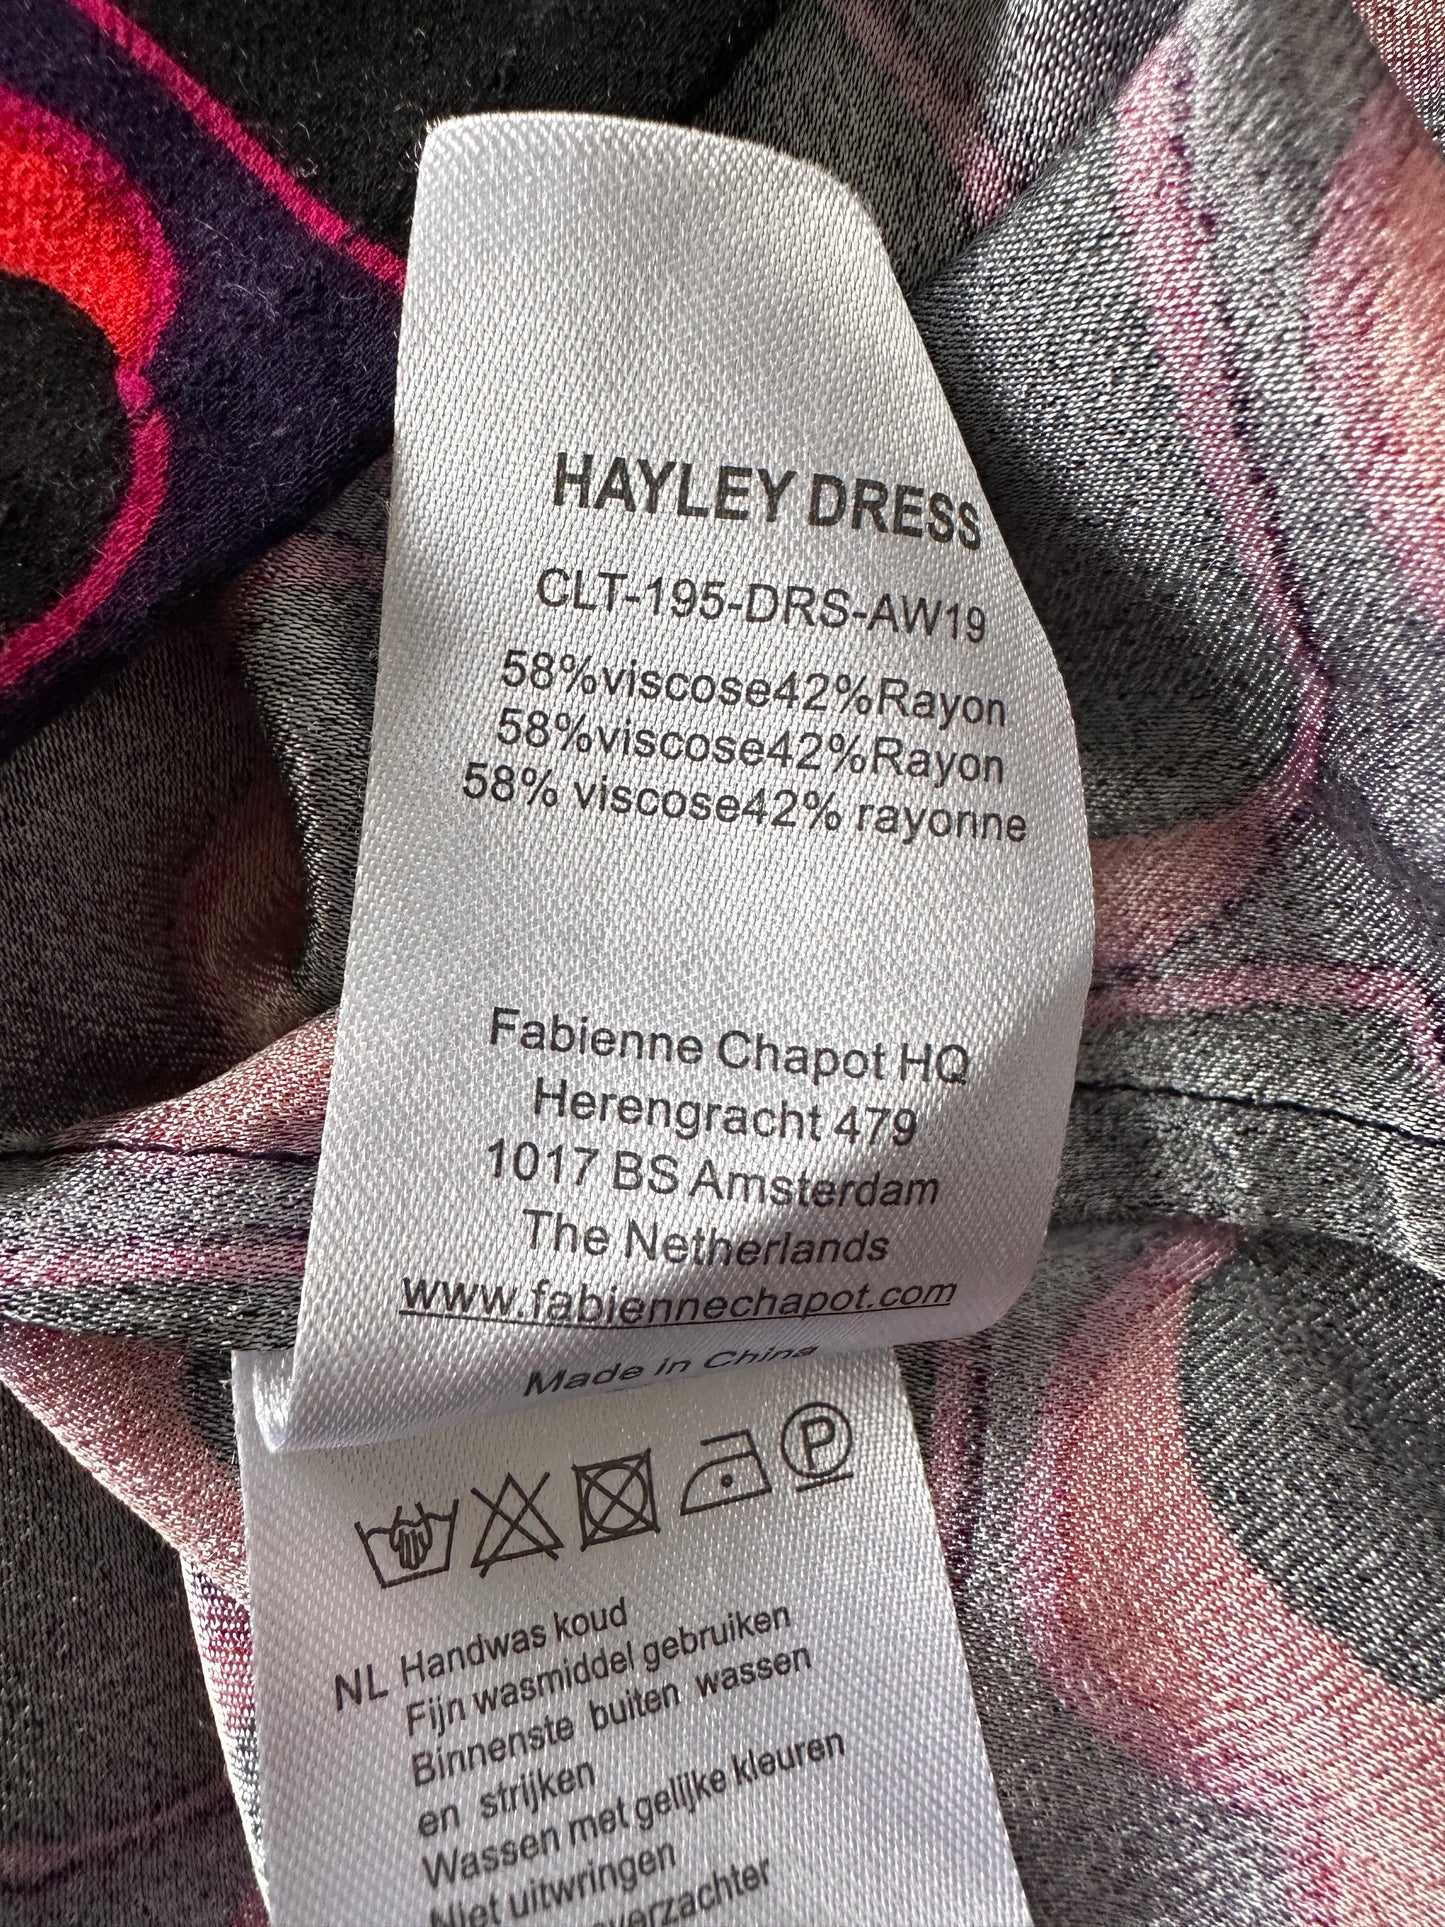 HAYLEY DRESS
CLT-195-DRS-AW19
58%viscose42%Rayon
58%viscose42%Rayon
58% viscose42% rayonne
Fabienne Chapot HQ
Herengracht 479
1017 BS Amsterdam
The Netherlands
www.fabiennechapot.com
Made in China
P
NL Handwas koud
Fijn wasmiddel gebruiken
Binnenste buiten wassen
en strijken
Wassen met gelijke kleuren
Niet uitwringen